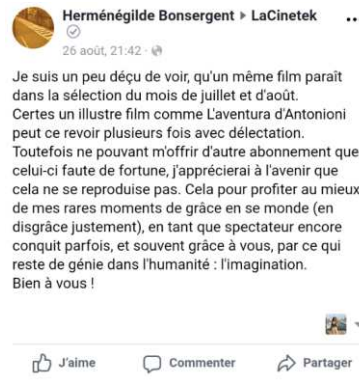 Herménégilde Bonsergent ▸ LaCinetek
26 août, 21:42 ·
Je suis un peu déçu de voir, qu'un même film paraît
dans la sélection du mois de juillet et d'août.
Certes un illustre film comme L'aventura d'Antonioni
peut ce revoir plusieurs fois avec délectation.
Toutefois ne pouvant m'offrir d'autre abonnement que
celui-ci faute de fortune, j'apprécierai à l'avenir que
cela ne se reproduise pas. Cela pour profiter au mieux
de mes rares moments de grâce en se monde (en
disgrâce justement), en tant que spectateur encore
conquit parfois, et souvent grâce à vous, par ce qui
reste de génie dans l'humanité : l'imagination.
Bien à vous !
J'aime
Commenter
Partager